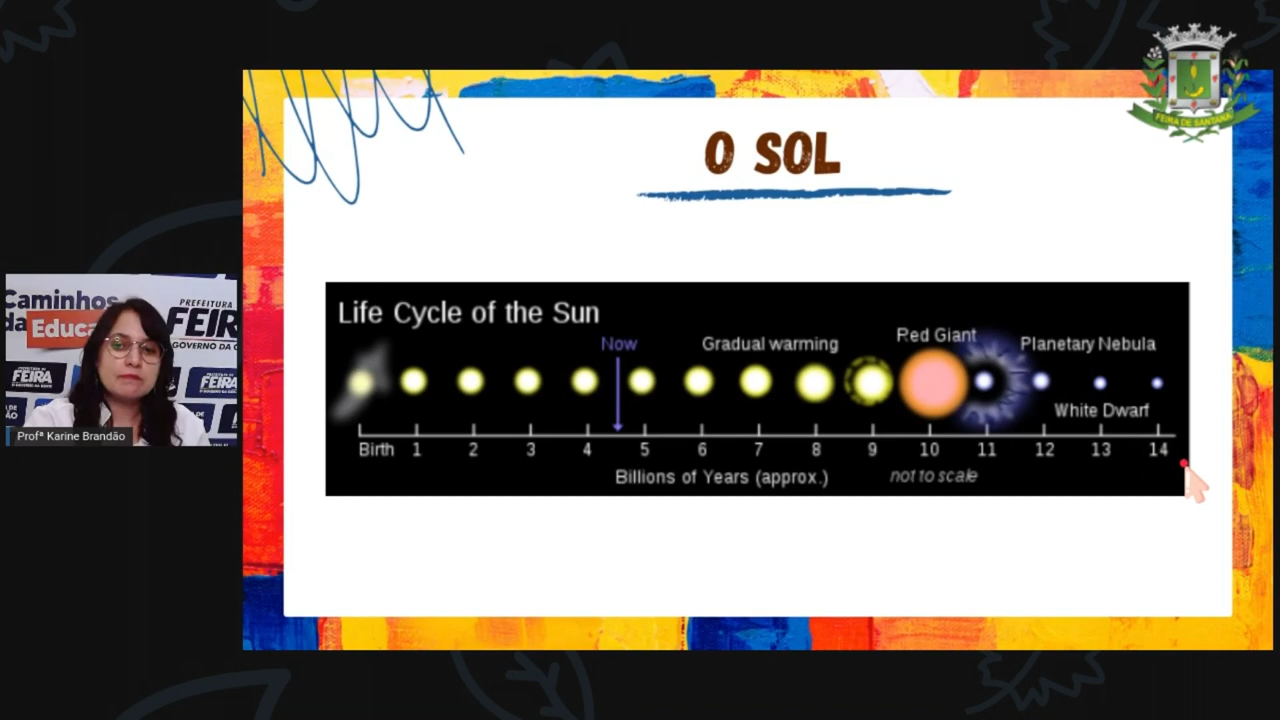 FEIRA DE SANTANA
O SOL
Life Cycle of the Sun
Now
Gradual warming
Red Giant
Planetary Nebula
White Dwarf
Birth 1 2 3 4 5 6 7 8 9 10 11 12 13 14
Billions of Years (approx.)
not to scale
Caminhos
da Educa
PREFEITURA
FEIR
GOVERNO DA C
FEIRA
FEIRA
Profª Karine Brandão